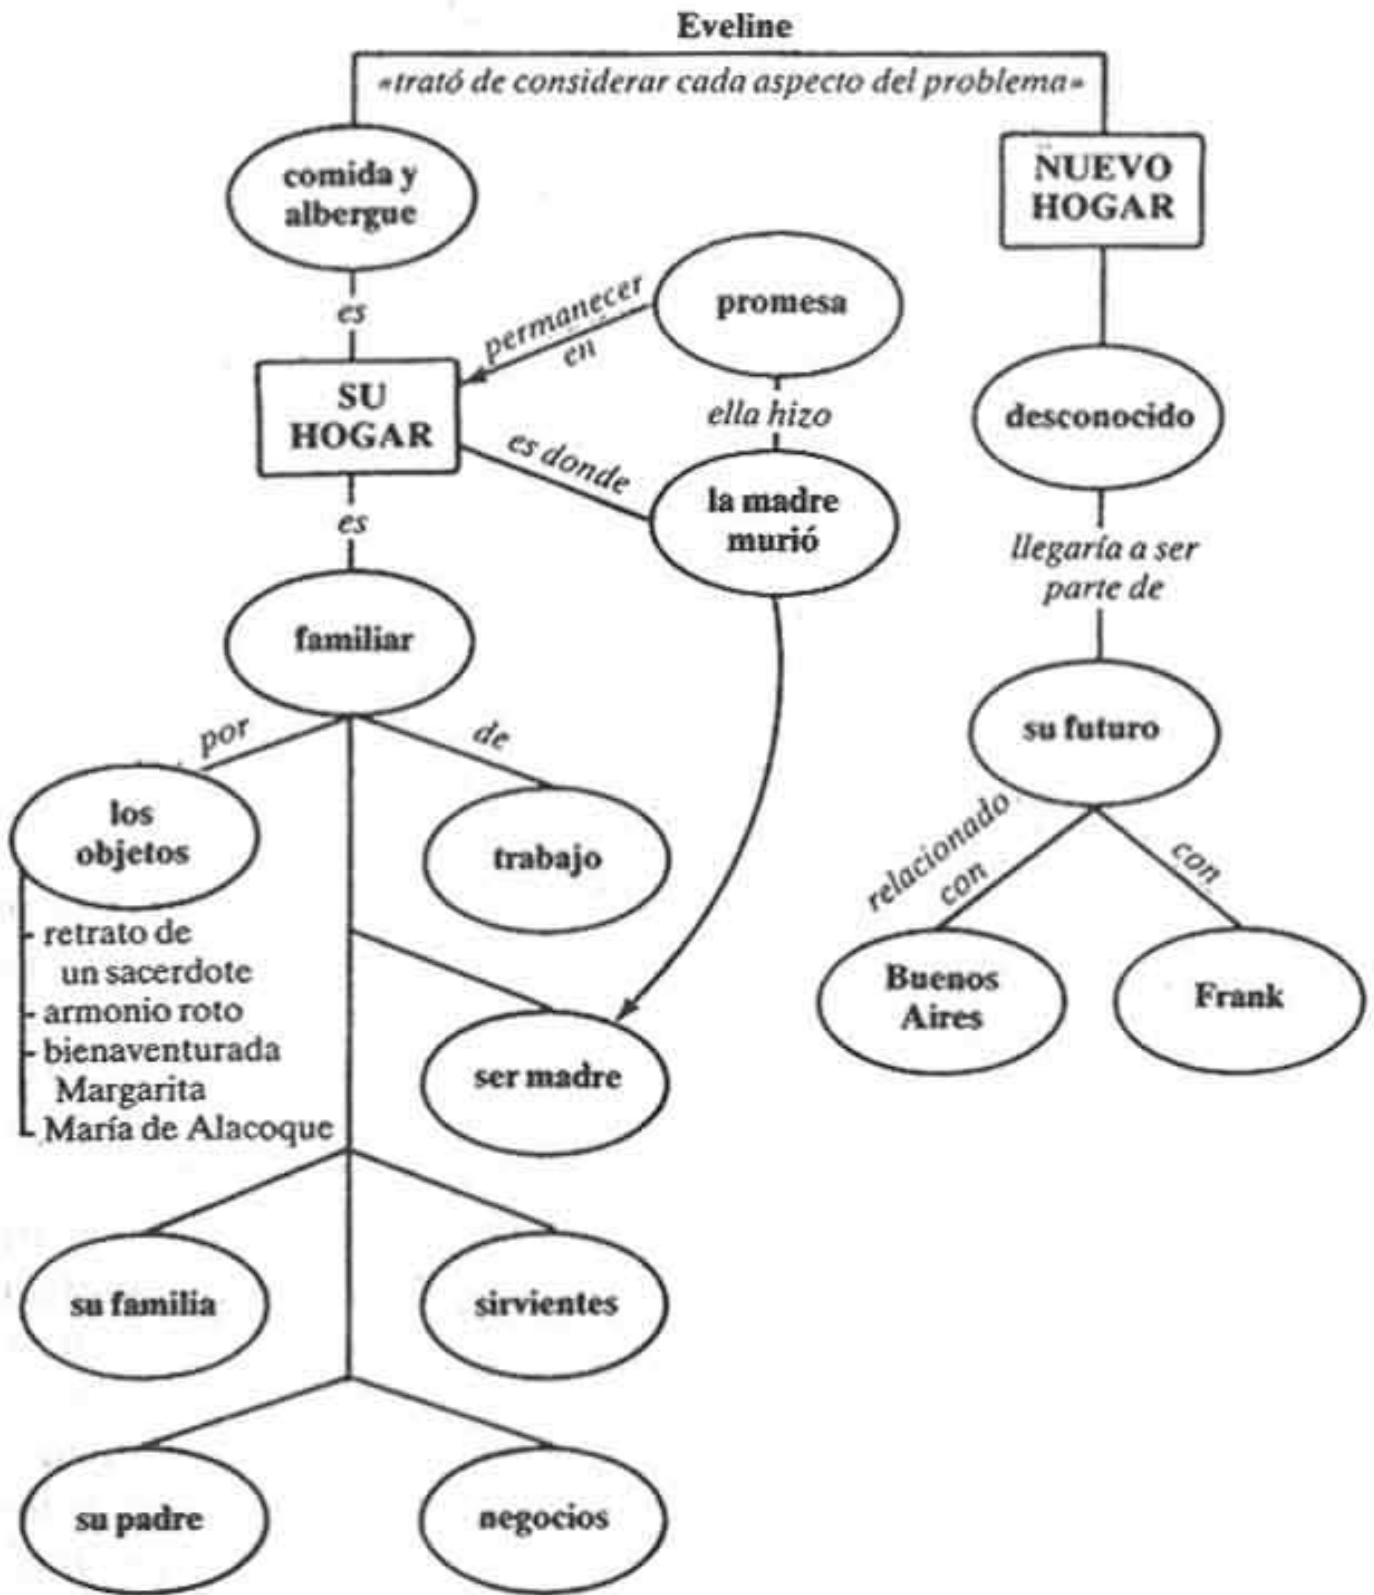 Eveline
«trató de considerar cada aspecto del problema»
comida y
albergue
NUEVO
HOGAR
es
permanecer
en
promesa
SU
HOGAR
ella hizo
desconocido
es donde
la madre
murió
es
llegaría a ser
parte de
familiar
su futuro
por
de
los
objetos
trabajo
relacionado
con
con
retrato de
un sacerdote
armonio roto
bienaventurada
Margarita
María de Alacoque
Buenos
Aires
Frank
ser madre
su familia
sirvientes
su padre
negocios